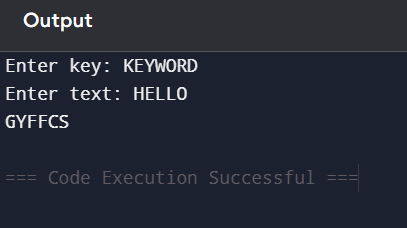 Output
Enter key: KEYWORD
Enter text: HELLO
GYFFCS
=== Code Execution Successful ===